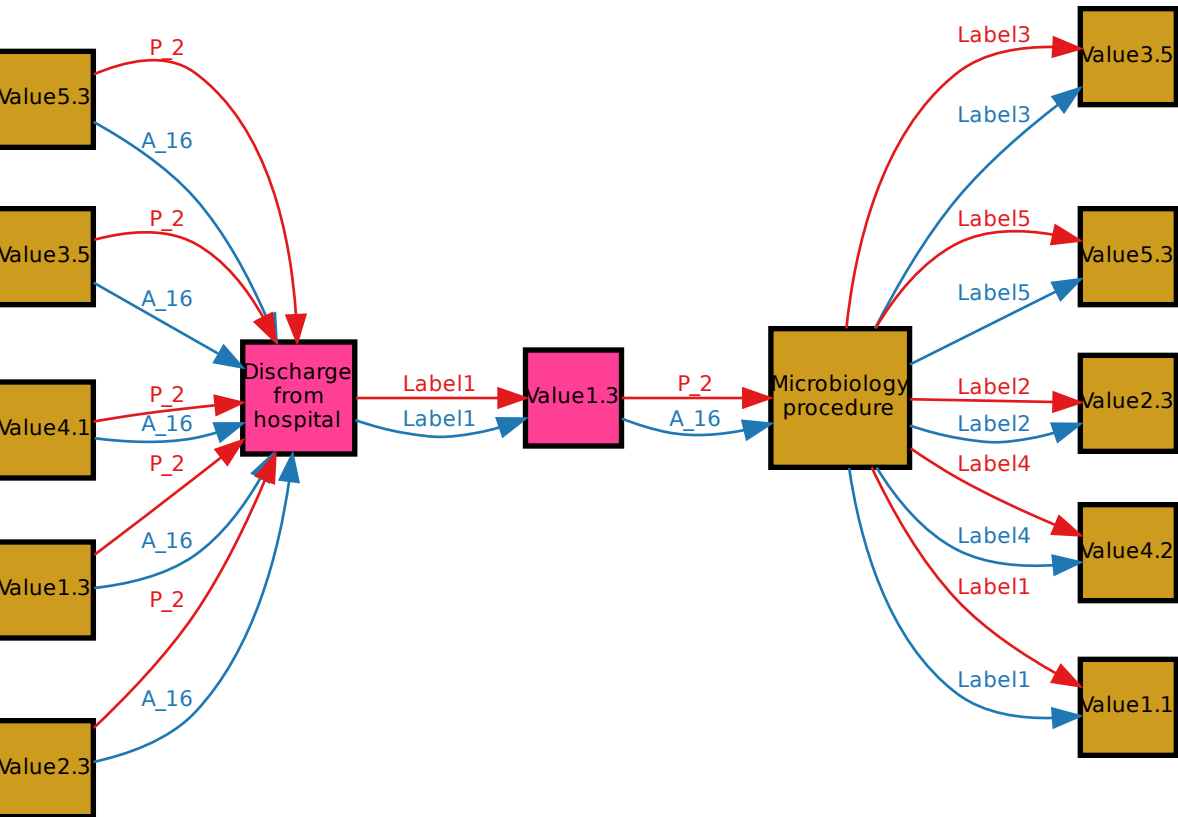 P_2
Value5.3
A_16
P_2
Value3.5
A_16
P_2
Value4.1
A_16
P_2
A_16
Value1.3
P_2
A_16
Value2.3
Discharge
from
hospital
Label1
Label1
Value1.3
P_2
A_16
Microbiology
procedure
Label3
Value3.5
Label3
Label5
Value5.3
Label5
Label2
Value2.3
Label2
Label4
Label4
Value4.2
Label1
Label1
Value1.1